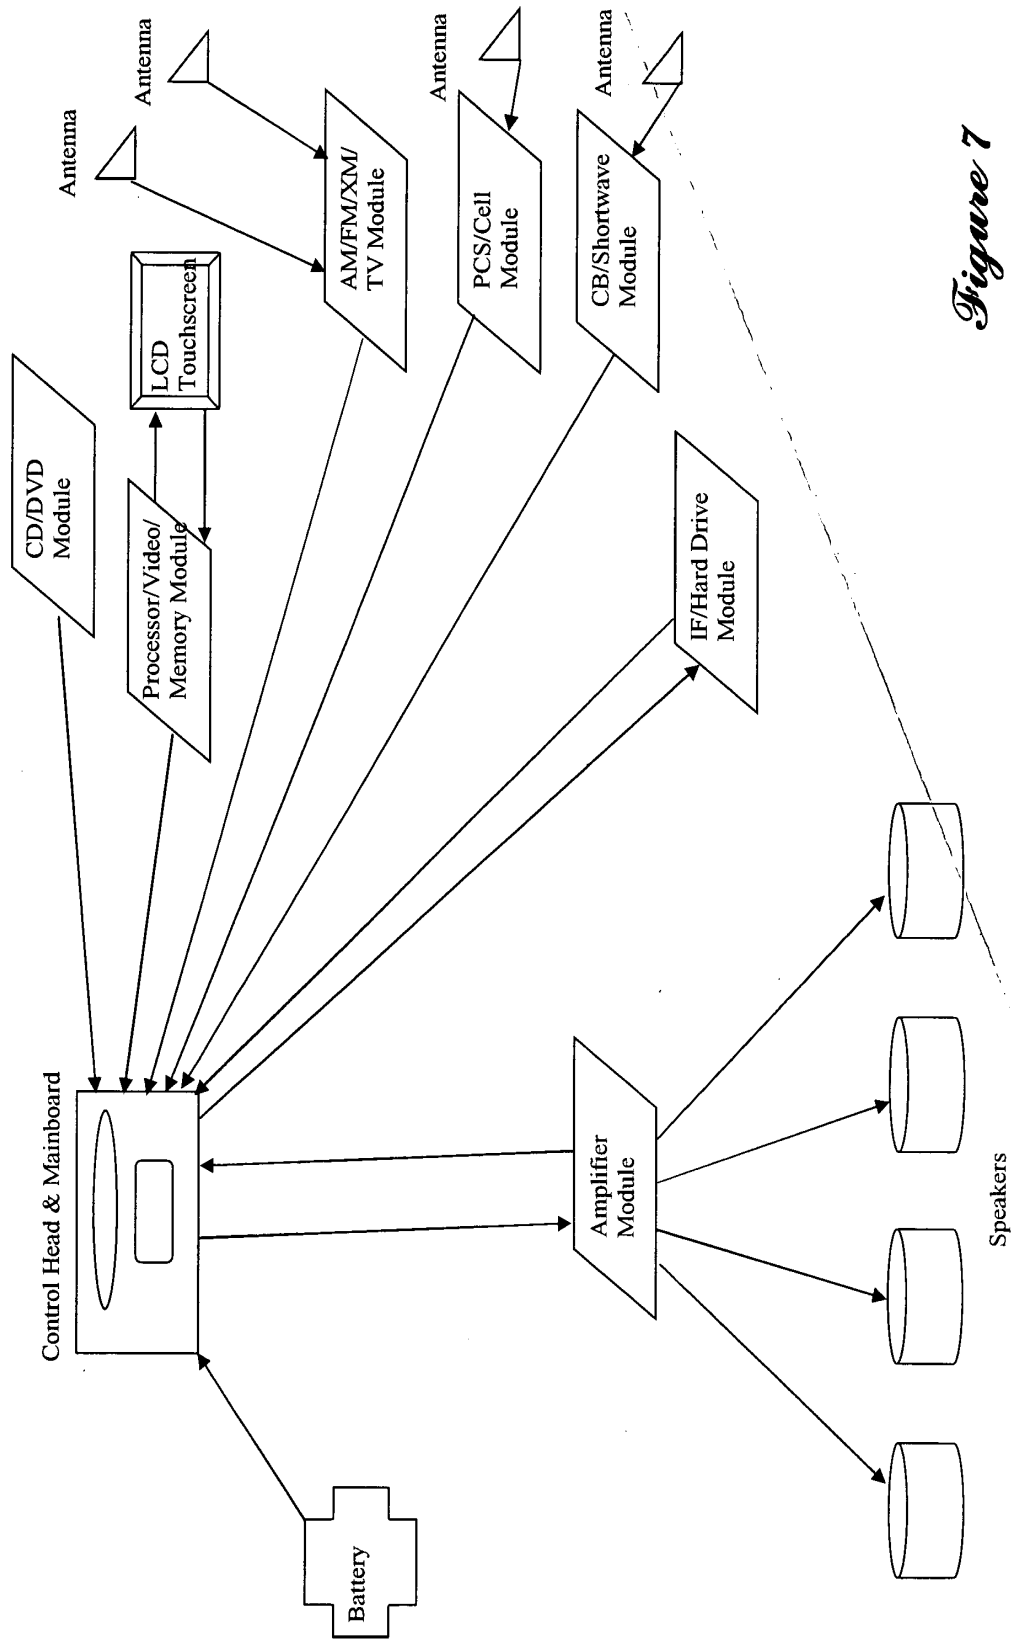 Control Head & Mainboard
CD/DVD
Module
Processor/Video/
Memory Module
LCD
Touchscreen
Antenna
Antenna
AM/FM/XM/
TV Module
Antenna
PCS/Cell
Module
Antenna
CB/Shortwave
Module
IF/Hard Drive
Module
Battery
Amplifier
Module
Speakers
Figure 7